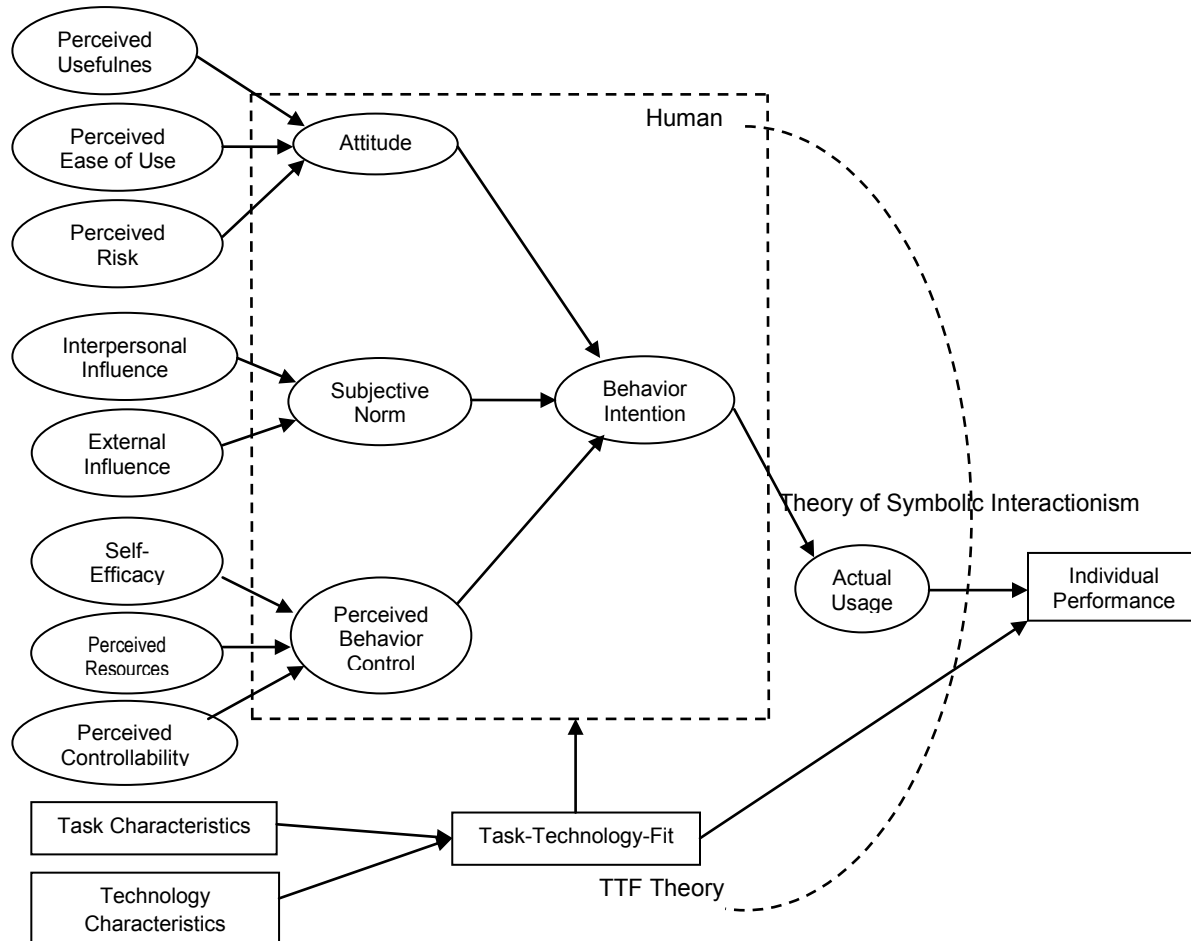 Perceived
Usefulnes
Human
Perceived
Ease of Use
Attitude
Perceived
Risk
Interpersonal
Influence
Subjective
Norm
Behavior
Intention
External
Influence
Theory of Symbolic Interactionism
Self-
Efficacy
Perceived
Behavior
Control
Actual
Usage
Individual
Performance
Perceived
Resources
Perceived
Controllability
Task Characteristics
Task-Technology-Fit
Technology
Characteristics
TTF Theory